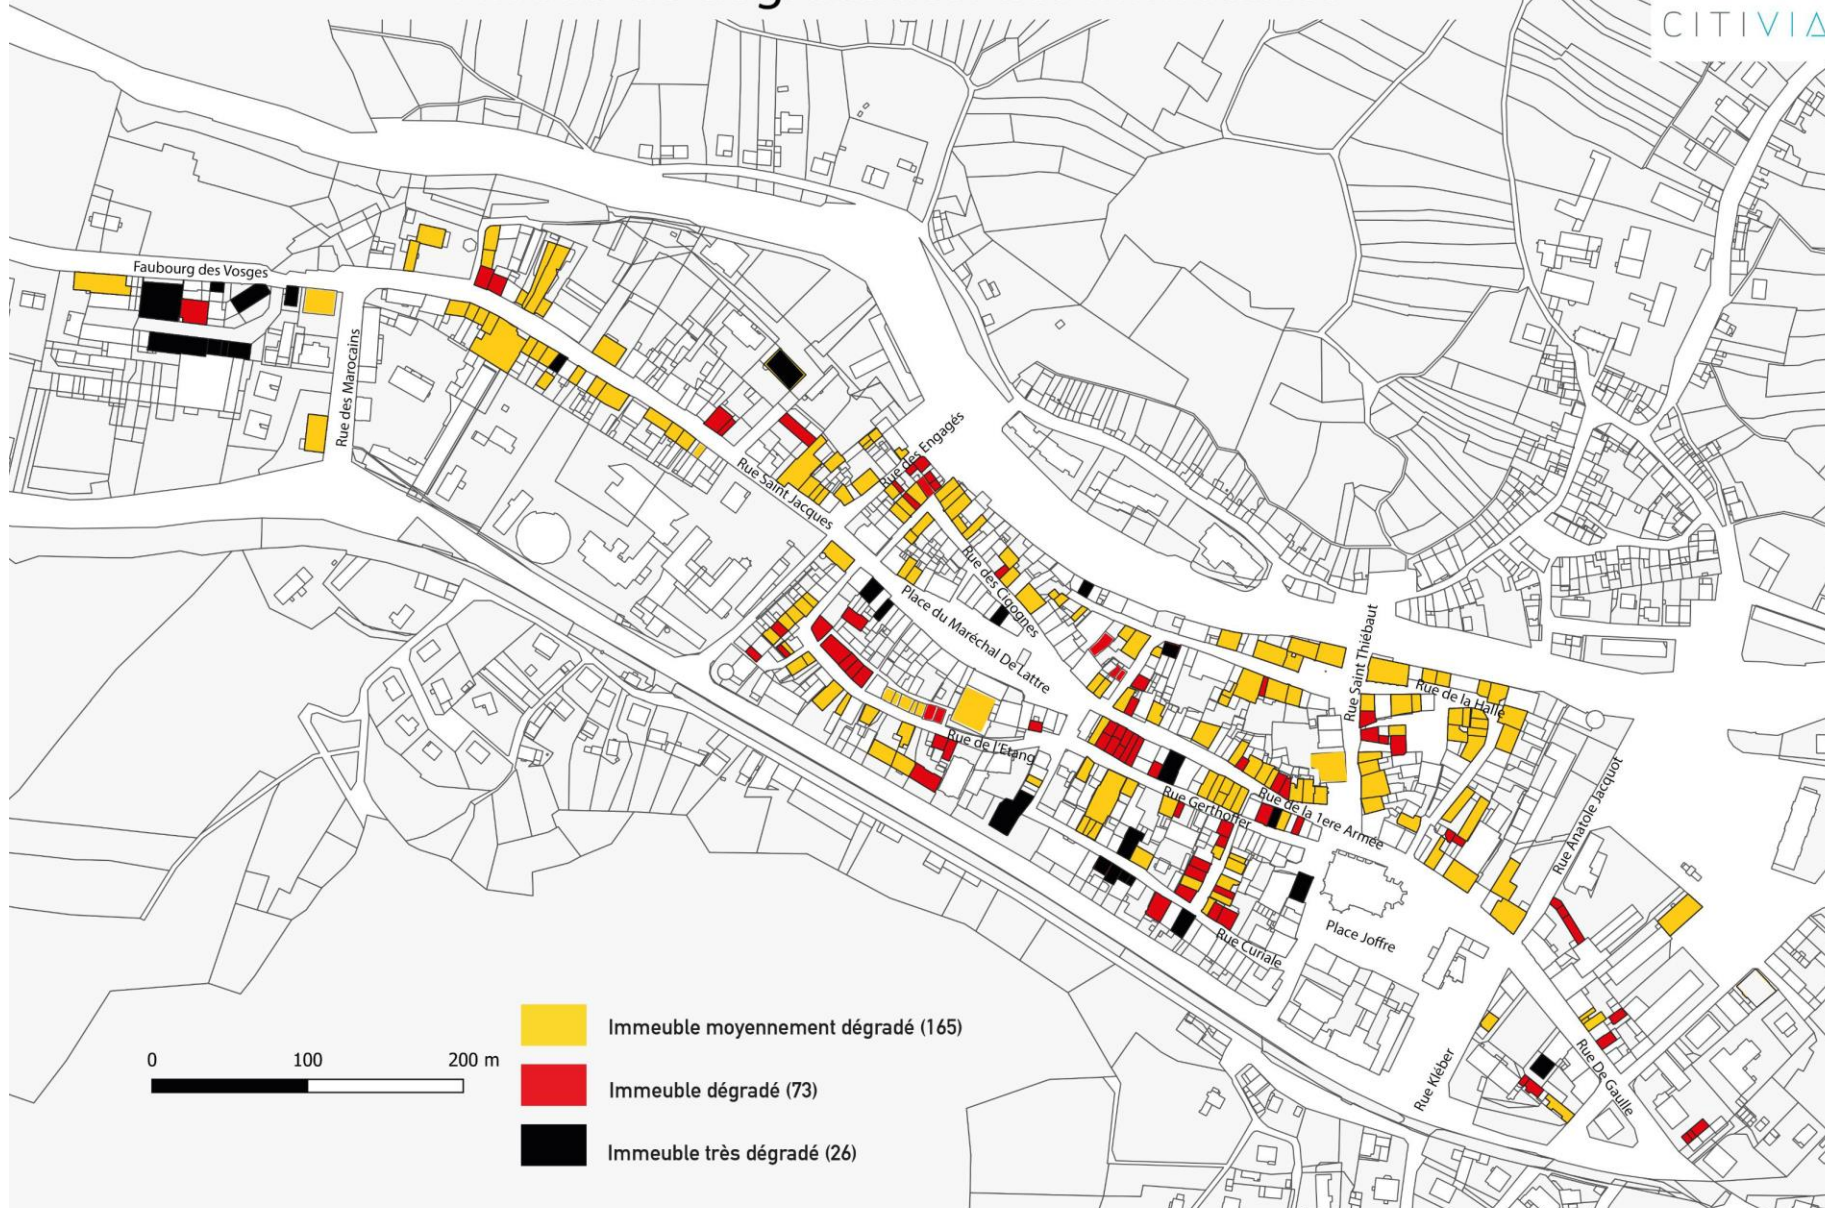 CITIVIA
Faubourg des Vosges
Rue des Marocains
Rue des Engagés
Rue Saint Jacques
Rue des Cigognes
Place du Maréchal De Lattre
Rue Saint Thiébaut
Rue de la Halle
Rue de l'Etang
Rue Gerthoffer
Rue de la 1ere Armée
Rue Anatole Jacquot
Rue Curiale
Place Joffre
Rue Kléber
Rue De Gaulle
0 100 200 m
Immeuble moyennement dégradé (165)
Immeuble dégradé (73)
Immeuble très dégradé (26)